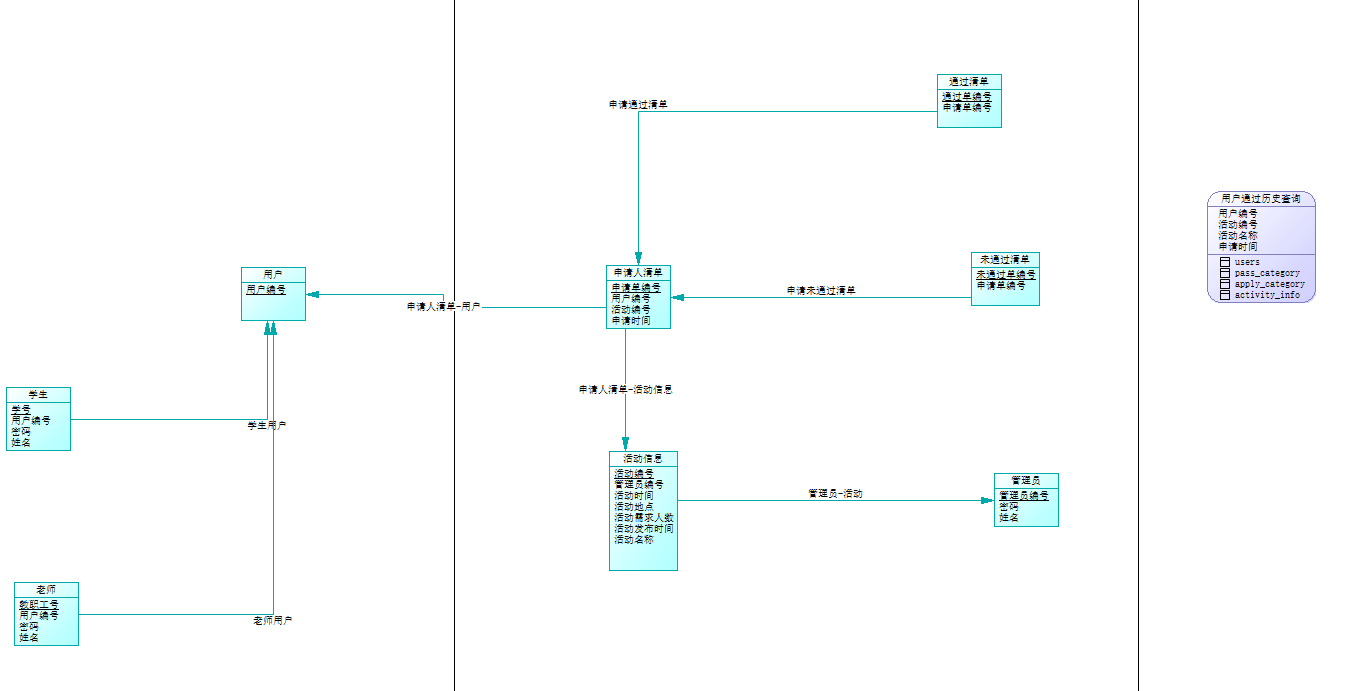 通过清单
通过单编号
申请单编号
申请通过清单
用户通过历史查询
用户编号
活动编号
活动名称
申请时间
users
pass_category
apply_category
activity_info
未通过清单
未通过单编号
申请单编号
申请未通过清单
申请人清单
申请单编号
用户编号
活动编号
申请时间
用户
用户编号
申请人清单-用户
申请人清单-活动信息
学生
学号
用户编号
密码
姓名
学生用户
活动信息
活动编号
管理员编号
活动时间
活动地点
活动需求人数
活动发布时间
活动名称
管理员-活动
管理员
管理员编号
密码
姓名
老师
教职工号
用户编号
密码
姓名
老师用户